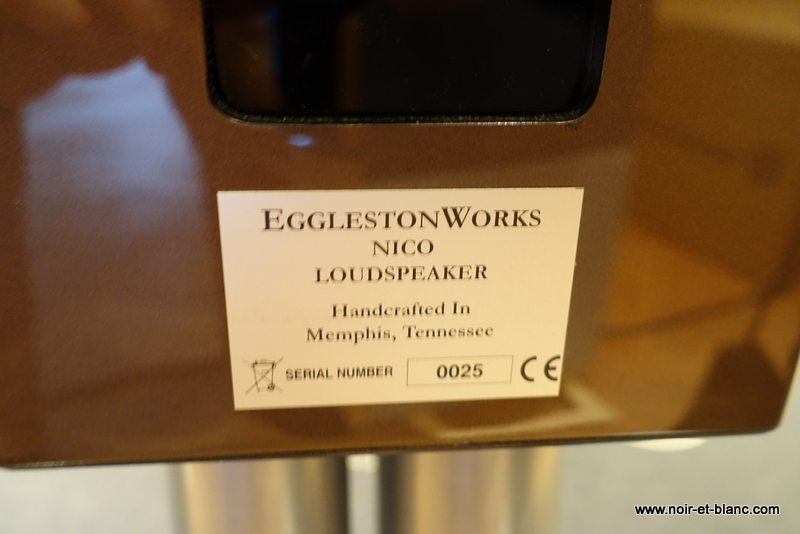 EGGLESTONWORKS
NICO
LOUDSPEAKER
Handcrafted In
Memphis, Tennessee
SERIAL NUMBER 0025 CE
www.noir-et-blanc.com